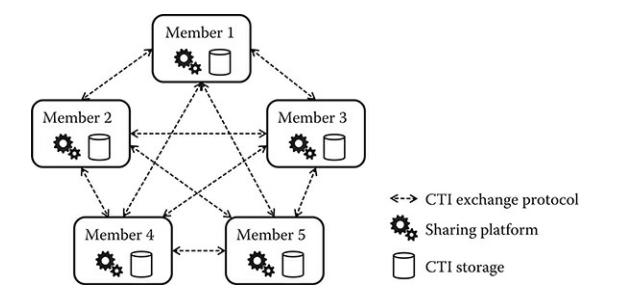 Member 1
Member 2
Member 3
Member 4
Member 5
CTI exchange protocol
Sharing platform
CTI storage